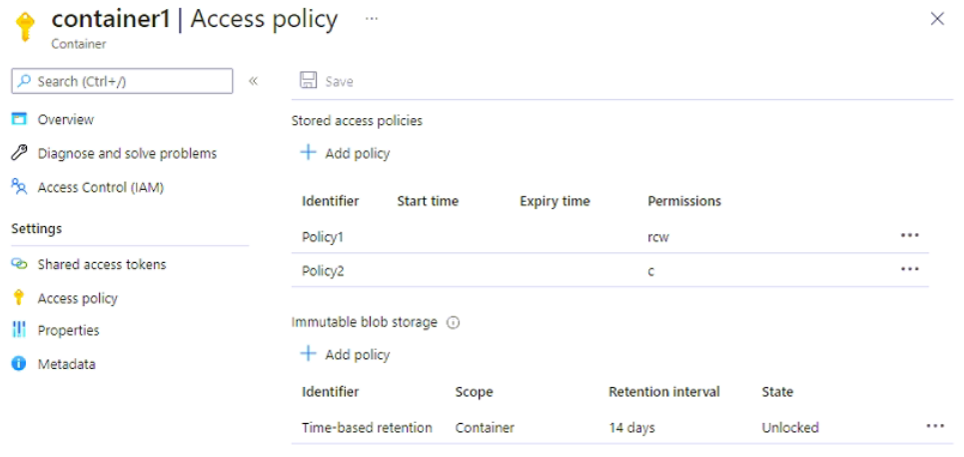 container1 | Access policy ...
Container
Search (Ctrl+/)
«
Save
Overview
Diagnose and solve problems
Access Control (IAM)
Settings
Shared access tokens
Access policy
Properties
Metadata
Stored access policies
+ Add policy
Identifier Start time Expiry time Permissions
Policy1 rcw ...
Policy2 c ...
Immutable blob storage
+ Add policy
Identifier Scope Retention interval State
Time-based retention Container 14 days Unlocked ...